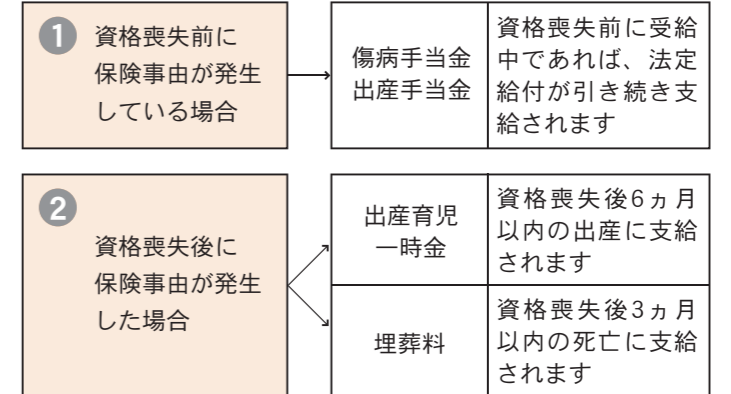 1
資格喪失前に
保険事由が発生
している場合
傷病手当金
出産手当金
資格喪失前に受給
中であれば、法定
給付が引き続き支
給されます
2
資格喪失後に
保険事由が発生
した場合
出産育児
一時金
資格喪失後6ヵ月
以内の出産に支給
されます
埋葬料
資格喪失後3ヵ月
以内の死亡に支給
されます